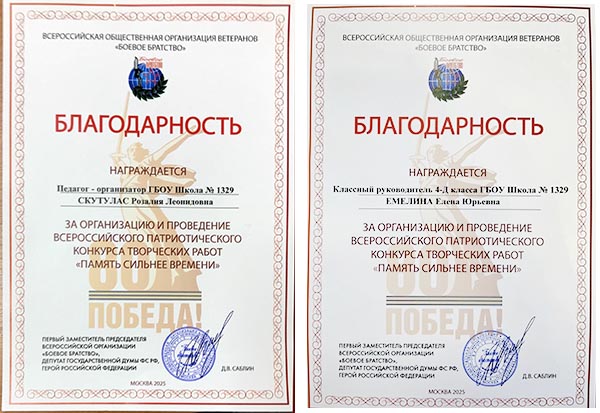 ВСЕРОССИЙСКАЯ ОБЩЕСТВЕННАЯ ОРГАНИЗАЦИЯ ВЕТЕРАНОВ
«БОЕВОЕ БРАТСТВО»
БЛАГОДАРНОСТЬ
НАГРАЖДАЕТСЯ
Педагог - организатор ГБОУ Школа № 1329
СКУТУЛАС Розалия Леонидовна
ЗА ОРГАНИЗАЦИЮ И ПРОВЕДЕНИЕ
ВСЕРОССИЙСКОГО ПАТРИОТИЧЕСКОГО
КОНКУРСА ТВОРЧЕСКИХ РАБОТ
«ПАМЯТЬ СИЛЬНЕЕ ВРЕМЕНИ»
ПОБЕДА!
ПЕРВЫЙ ЗАМЕСТИТЕЛЬ ПРЕДСЕДАТЕЛЯ
ВСЕРОССИЙСКОЙ ОРГАНИЗАЦИИ
«БОЕВОЕ БРАТСТВО»,
ДЕПУТАТ ГОСУДАРСТВЕННОЙ ДУМЫ ФС РФ,
ГЕРОЙ РОССИЙСКОЙ ФЕДЕРАЦИИ
Д.В. САБЛИН
МОСКВА 2025
ВСЕРОССИЙСКАЯ ОБЩЕСТВЕННАЯ ОРГАНИЗАЦИЯ ВЕТЕРАНОВ
«БОЕВОЕ БРАТСТВО»
БЛАГОДАРНОСТЬ
НАГРАЖДАЕТСЯ
Классный руководитель 4-Д класса ГБОУ Школа № 1329
ЕМЕЛИНА Елена Юрьевна
ЗА ОРГАНИЗАЦИЮ И ПРОВЕДЕНИЕ
ВСЕРОССИЙСКОГО ПАТРИОТИЧЕСКОГО
КОНКУРСА ТВОРЧЕСКИХ РАБОТ
«ПАМЯТЬ СИЛЬНЕЕ ВРЕМЕНИ»
ПОБЕДА!
ПЕРВЫЙ ЗАМЕСТИТЕЛЬ ПРЕДСЕДАТЕЛЯ
ВСЕРОССИЙСКОЙ ОРГАНИЗАЦИИ
«БОЕВОЕ БРАТСТВО»,
ДЕПУТАТ ГОСУДАРСТВЕННОЙ ДУМЫ ФС РФ,
ГЕРОЙ РОССИЙСКОЙ ФЕДЕРАЦИИ
Д.В. САБЛИН
МОСКВА 2025